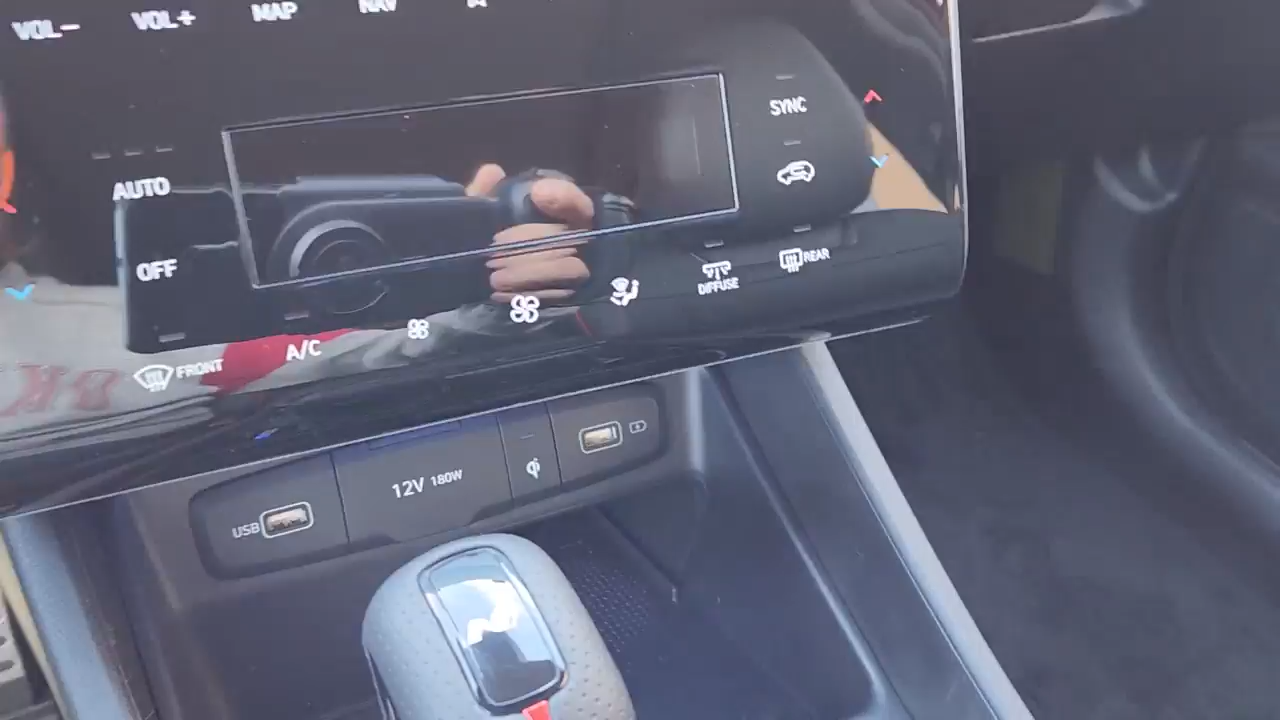 VOL− VOL+ MAP NAV
SYNC
AUTO
OFF
REAR
DIFFUSE
FRONT
A/C
USB
12V 180W
N